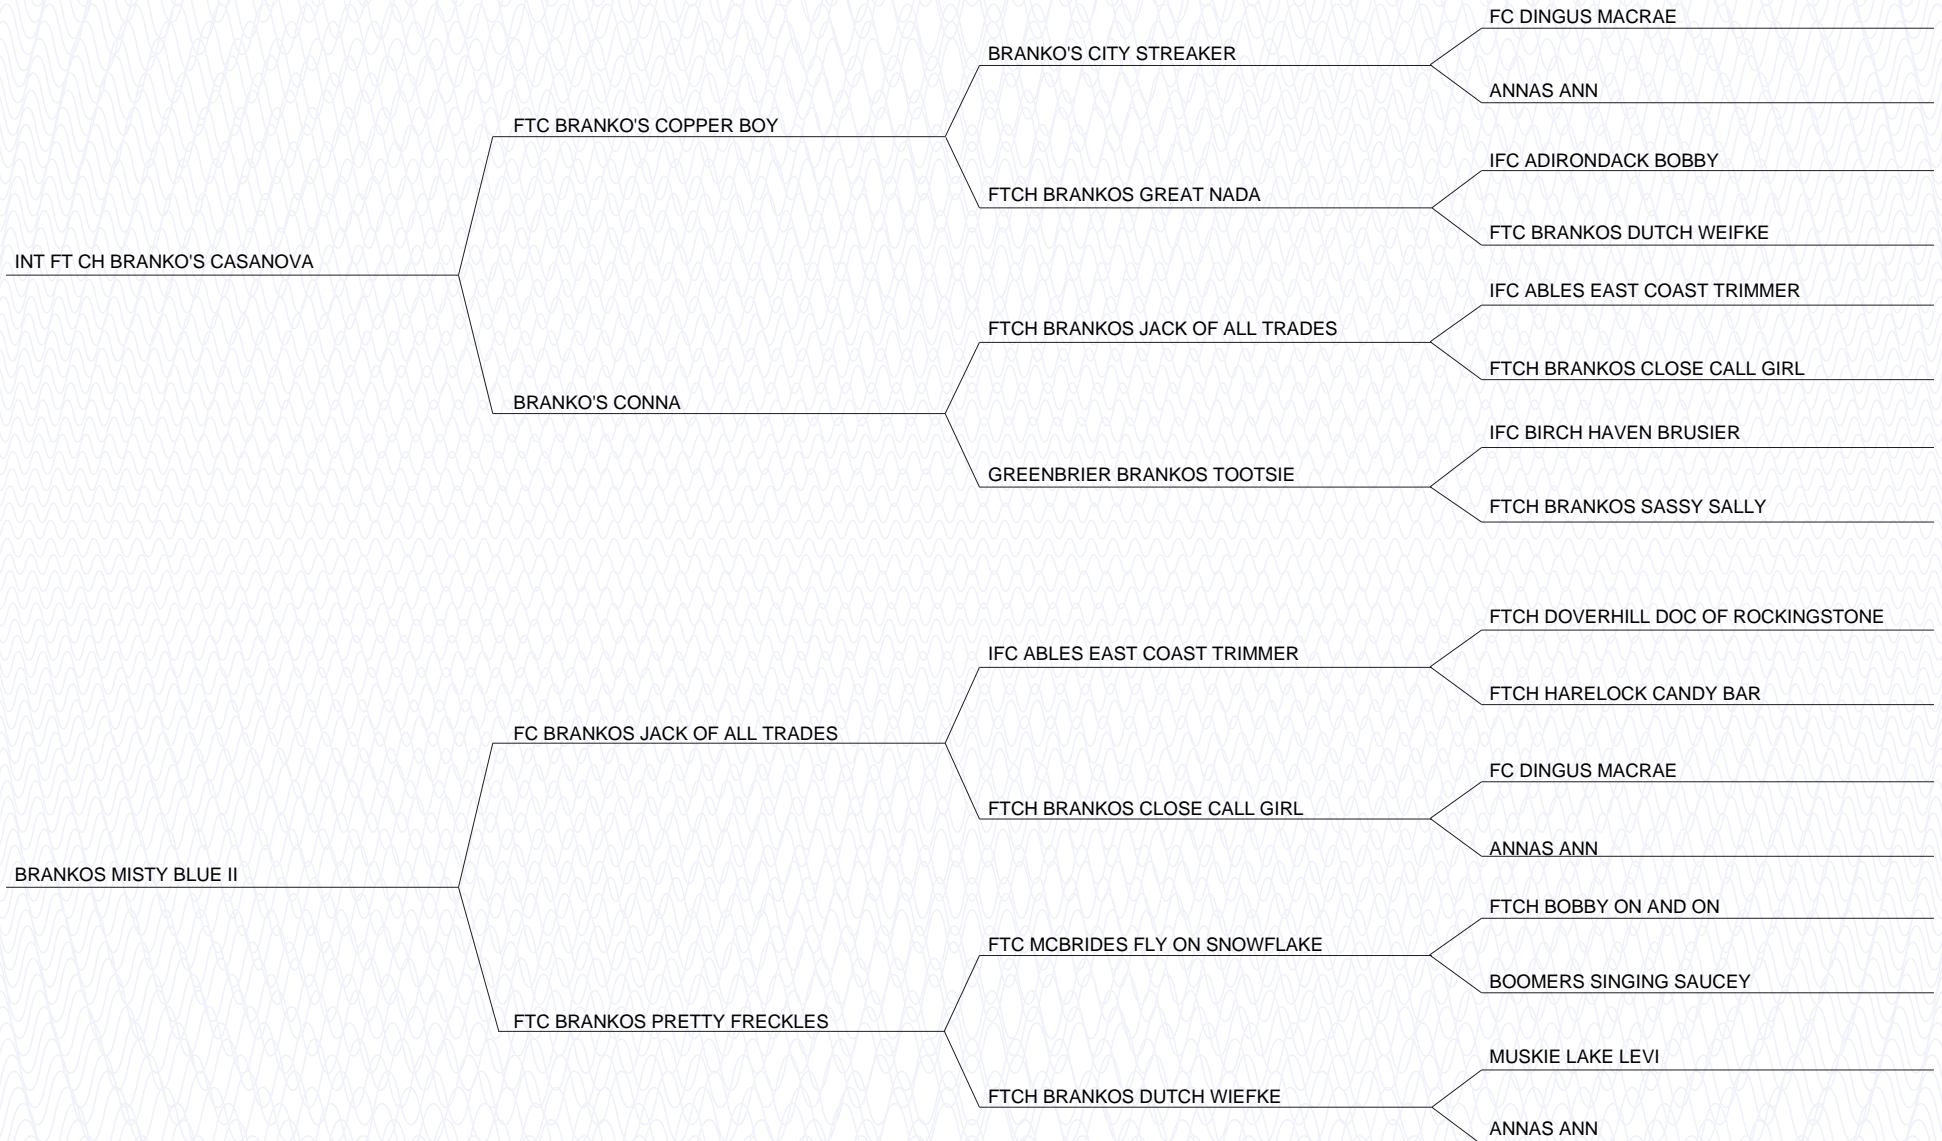 FC DINGUS MACRAE
BRANKO'S CITY STREAKER
ANNAS ANN
FTC BRANKO'S COPPER BOY
IFC ADIRONDACK BOBBY
FTCH BRANKOS GREAT NADA
FTC BRANKOS DUTCH WEIFKE
INT FT CH BRANKO'S CASANOVA
IFC ABLES EAST COAST TRIMMER
FTCH BRANKOS JACK OF ALL TRADES
FTCH BRANKOS CLOSE CALL GIRL
BRANKO'S CONNA
IFC BIRCH HAVEN BRUSIER
GREENBRIER BRANKOS TOOTSIE
FTCH BRANKOS SASSY SALLY
FTCH DOVERHILL DOC OF ROCKINGSTONE
IFC ABLES EAST COAST TRIMMER
FTCH HARELOCK CANDY BAR
FC BRANKOS JACK OF ALL TRADES
FC DINGUS MACRAE
FTCH BRANKOS CLOSE CALL GIRL
ANNAS ANN
BRANKOS MISTY BLUE II
FTCH BOBBY ON AND ON
FTC MCBRIDES FLY ON SNOWFLAKE
BOOMERS SINGING SAUCEY
FTC BRANKOS PRETTY FRECKLES
MUSKIE LAKE LEVI
FTCH BRANKOS DUTCH WIEFKE
ANNAS ANN